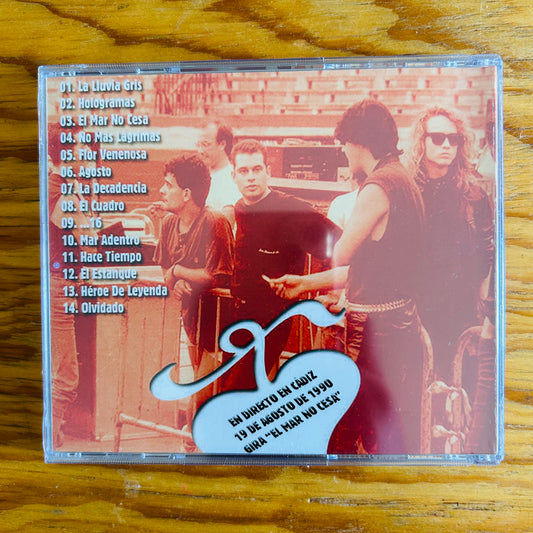 01. La Lluvia Gris
02. Hologramas
03. El Mar No Cesa
04. No Mas Lágrimas
05. Flor Venenosa
06. Agosto
07. La Decadencia
08. El Cuadro
09. ...16
10. Mar Adentro
11. Hace Tiempo
12. El Estanque
13. Héroe De Leyenda
14. Olvidado
EN DIRECTO EN CÁDIZ
19 DE AGOSTO DE 1990
GIRA "EL MAR NO CESA"